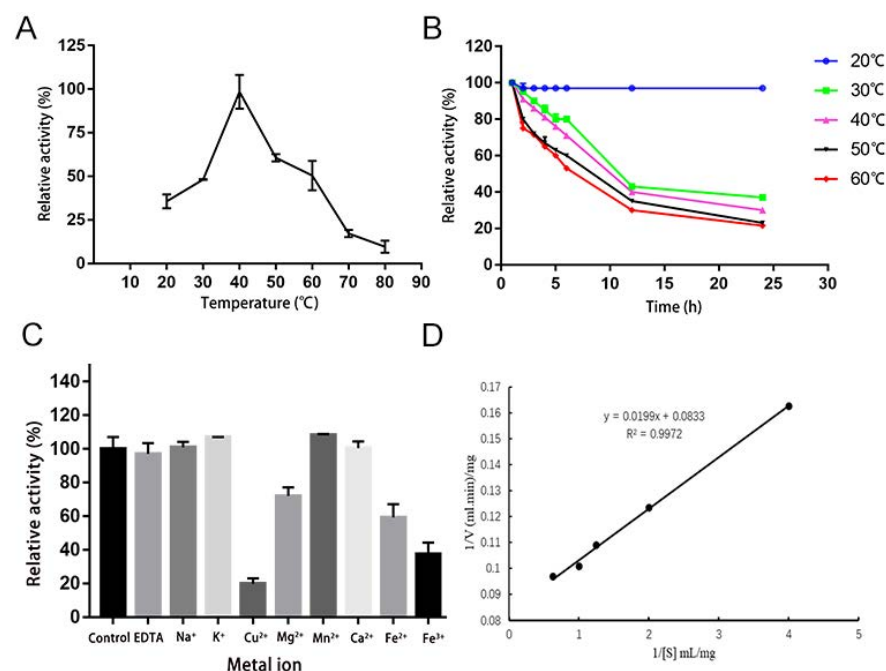 A
Relative activity (%)
125
100
75
50
25
0
10 20 30 40 50 60 70 80 90
Temperature (℃)
B
Relative activity (%)
120
100
80
60
40
20
0
0 5 10 15 20 25 30
Time (h)
20℃
30℃
40℃
50℃
60℃
C
Relative activity (%)
140
120
100
80
60
40
20
0
Control EDTA Na⁺ K⁺ Cu²⁺ Mg²⁺ Mn²⁺ Ca²⁺ Fe²⁺ Fe³⁺
Metal ion
D
1/V (ml.min)/mg
0.17
0.16
0.15
0.14
0.13
0.12
0.11
0.1
0.09
0.08
y = 0.0199x + 0.0833
R² = 0.9972
0 1 2 3 4 5
1/[S] mL/mg